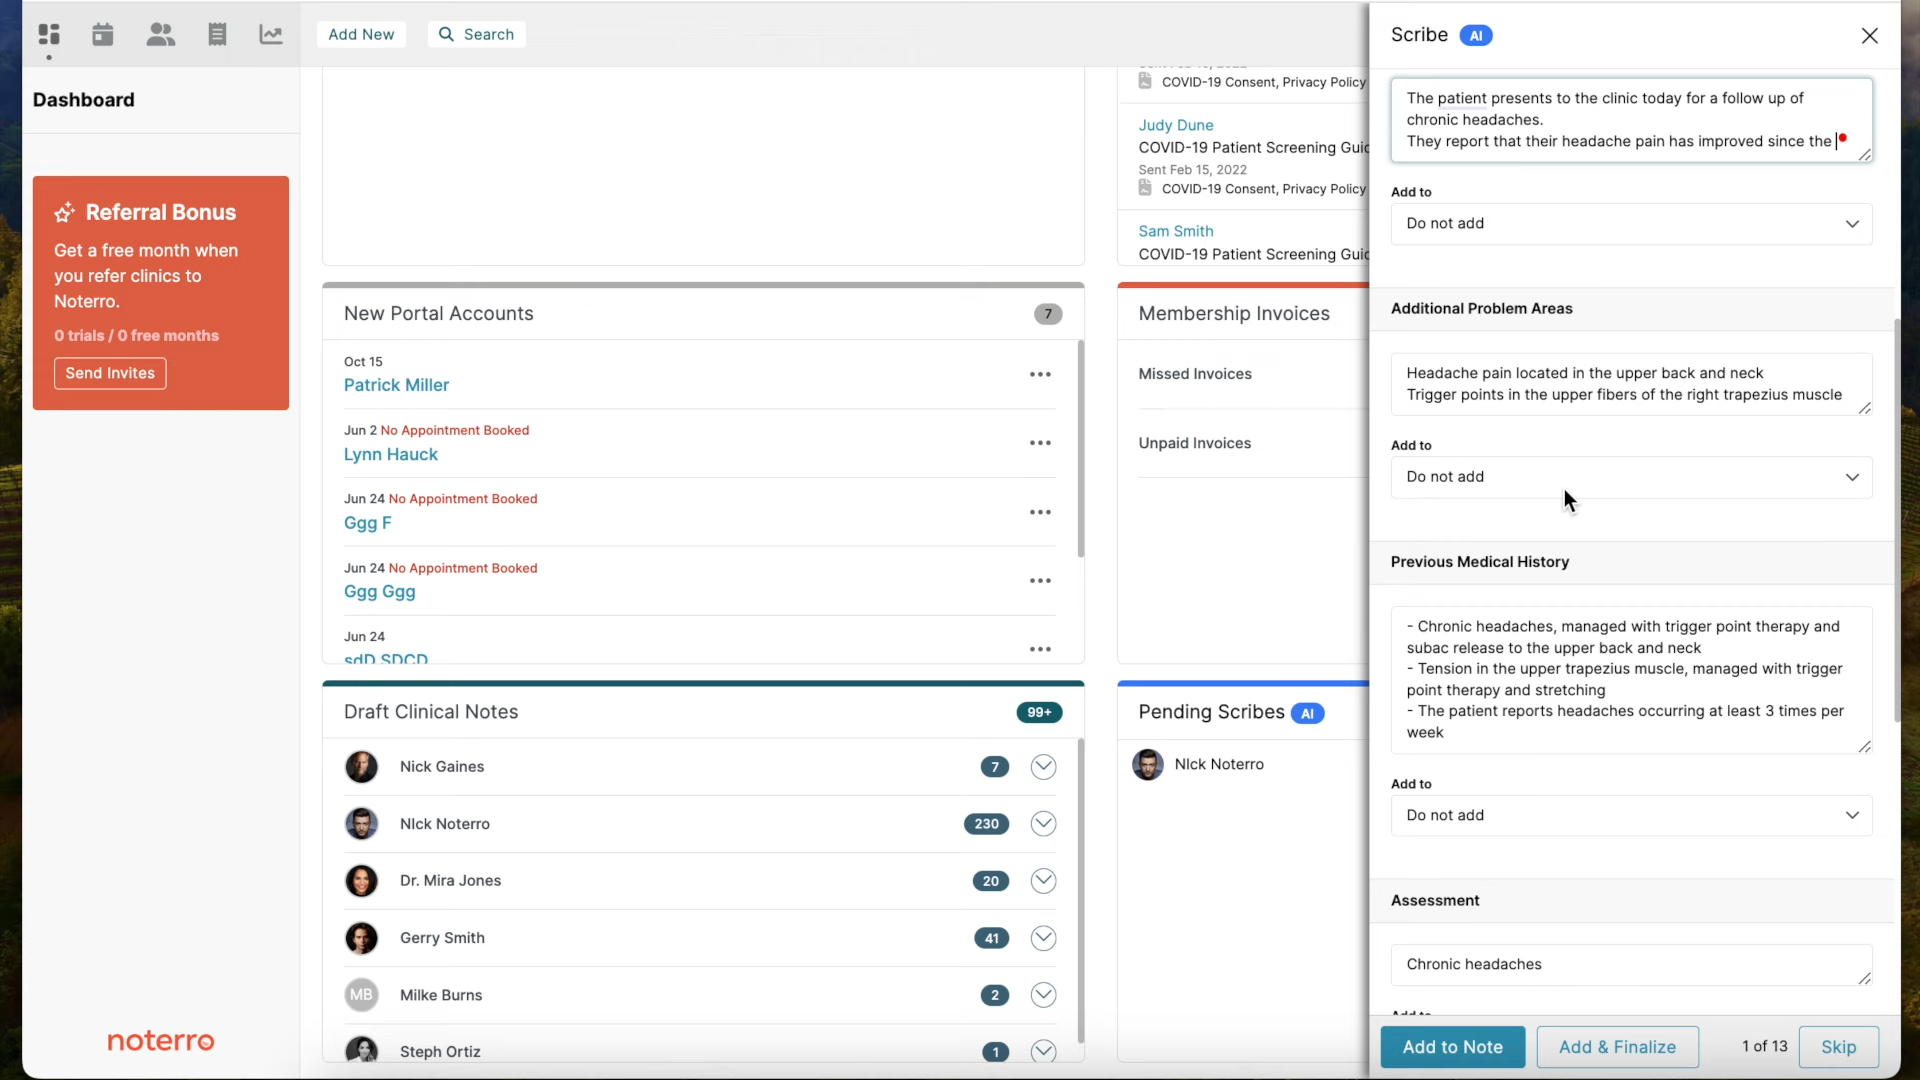 Add New
Search
Dashboard
Referral Bonus
Get a free month when
you refer clinics to
Noterro.
0 trials / 0 free months
Send Invites
noterro
COVID-19 Consent, Privacy Policy
Judy Dune
COVID-19 Patient Screening Guid
Sent Feb 15, 2022
COVID-19 Consent, Privacy Policy
Sam Smith
COVID-19 Patient Screening Guid
New Portal Accounts
7
Oct 15
Patrick Miller
Jun 2 No Appointment Booked
Lynn Hauck
Jun 24 No Appointment Booked
Ggg F
Jun 24 No Appointment Booked
Ggg Ggg
Jun 24
sdD SDCD
Membership Invoices
Missed Invoices
Unpaid Invoices
Draft Clinical Notes
99+
Nick Gaines
7
NIck Noterro
230
Dr. Mira Jones
20
Gerry Smith
41
MB
Milke Burns
2
Steph Ortiz
1
Pending Scribes AI
NIck Noterro
Scribe AI
The patient presents to the clinic today for a follow up of
chronic headaches.
They report that their headache pain has improved since the
Add to
Do not add
Additional Problem Areas
Headache pain located in the upper back and neck
Trigger points in the upper fibers of the right trapezius muscle
Add to
Do not add
Previous Medical History
- Chronic headaches, managed with trigger point therapy and
subac release to the upper back and neck
- Tension in the upper trapezius muscle, managed with trigger
point therapy and stretching
- The patient reports headaches occurring at least 3 times per
week
Add to
Do not add
Assessment
Chronic headaches
Add to
Add to Note
Add & Finalize
1 of 13
Skip